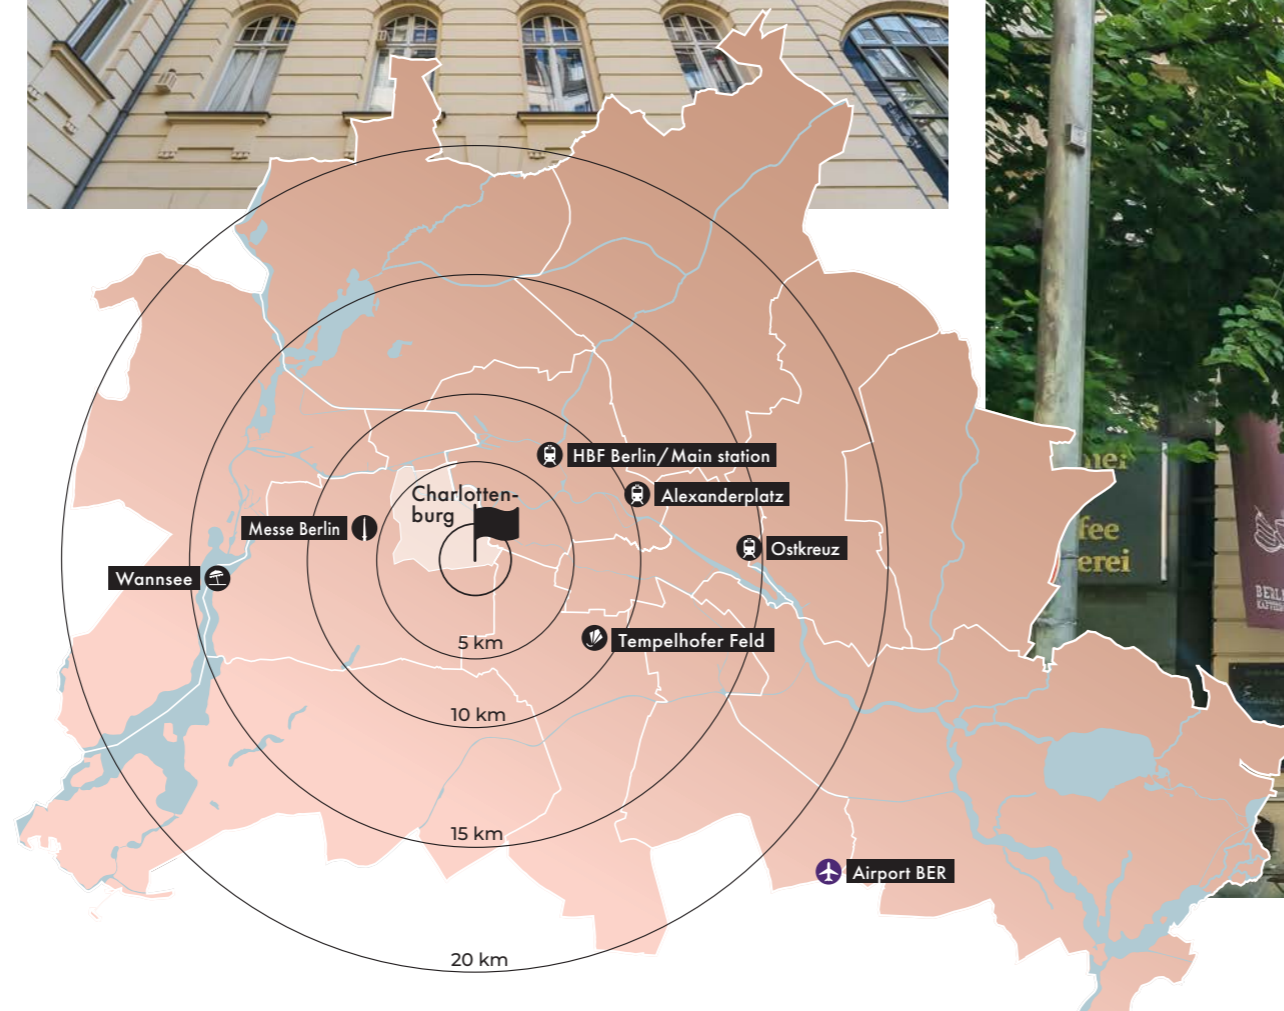 HBF Berlin/Main station
Alexanderplatz
Charlotten-
burg
Messe Berlin
Ostkreuz
Wannsee
Tempelhofer Feld
5 km
10 km
15 km
Airport BER
20 km